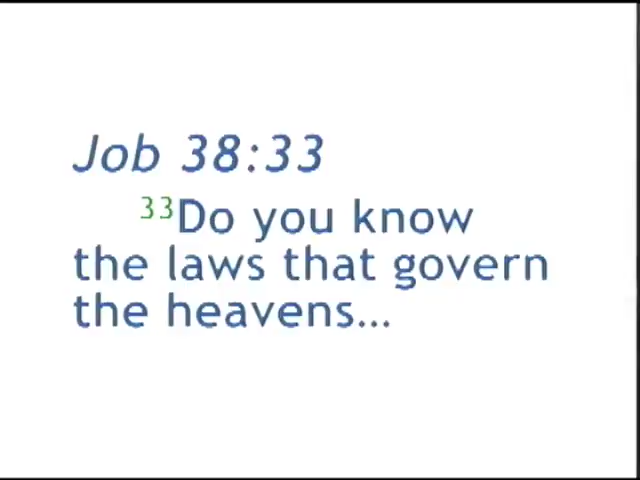 Job 38:33
33Do you know
the laws that govern
the heavens...